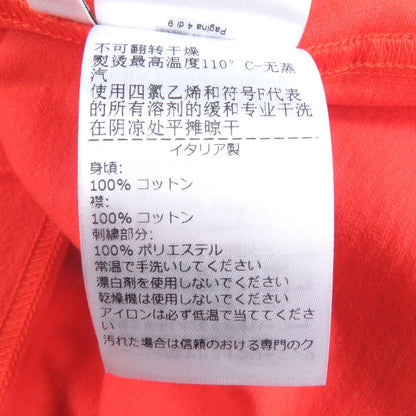 Pagina 4 di 9
不可翻转干燥
熨烫最高温度110° C-无蒸
汽
使用四氯乙烯和符号F代表
的所有溶剂的缓和专业干洗
在阴凉处平摊晾干
イタリア製
身頃:
100% コットン
襟:
100% コットン
刺繍部分:
100% ポリエステル
常温で手洗いしてください
漂白剤を使用しないでください
乾燥機は使用しないでください
アイロンは必ず低温で当ててくだ
さい
汚れた場合は信頼のおける専門のク